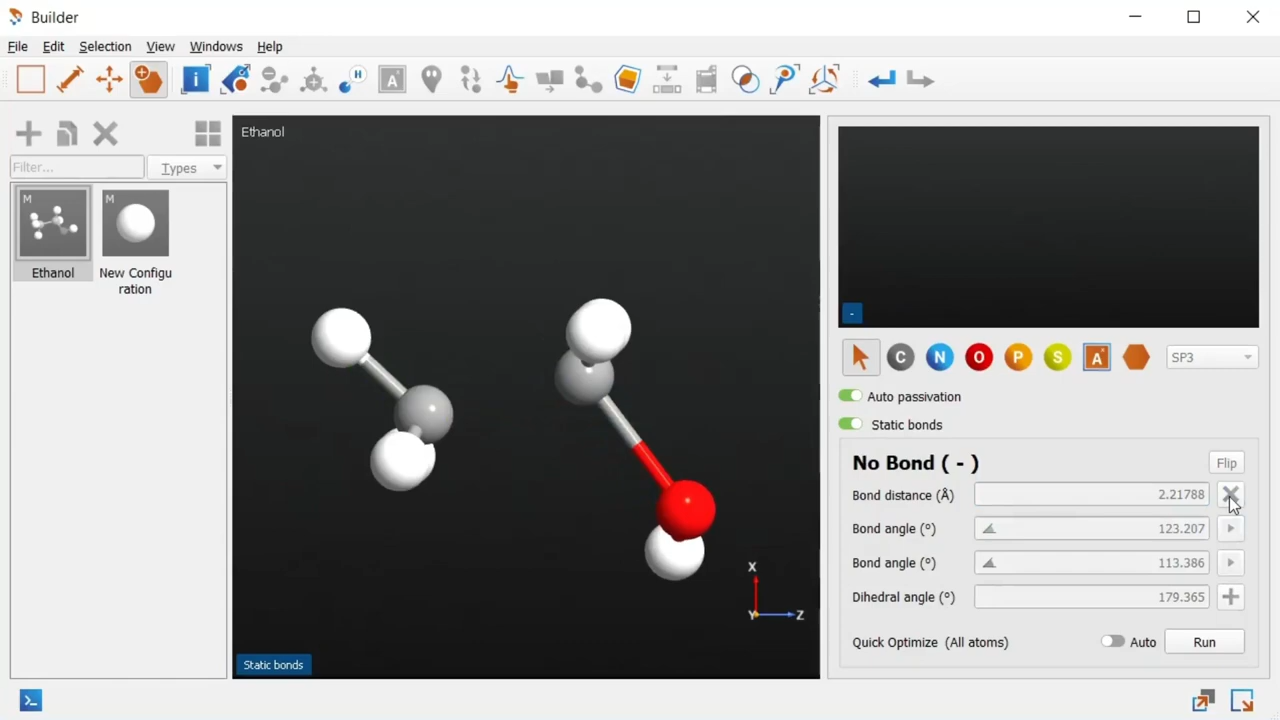 Builder
File Edit Selection View Windows Help
i H A
Filter... Types
M M
Ethanol New Configu
ration
Ethanol
X
Y Z
Static bonds
-
C N O P S A SP3
Auto passivation
Static bonds
No Bond ( - ) Flip
Bond distance (Å) 2.21788
Bond angle (°) 123.207
Bond angle (°) 113.386
Dihedral angle (°) 179.365
Quick Optimize (All atoms) Auto Run